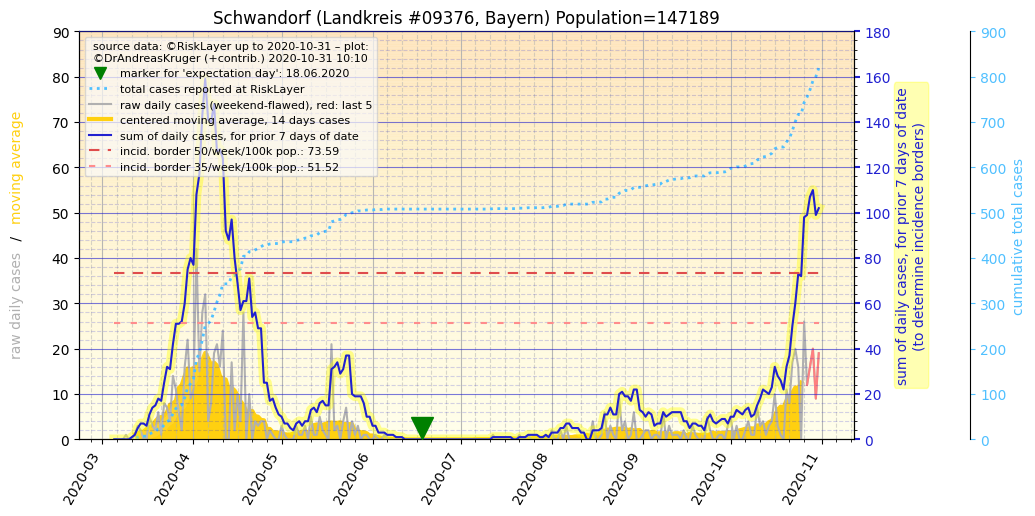 Schwandorf (Landkreis #09376, Bayern) Population=147189
source data: ©RiskLayer up to 2020-10-31 – plot:
©DrAndreasKruger (+contrib.) 2020-10-31 10:10
marker for 'expectation day': 18.06.2020
total cases reported at RiskLayer
raw daily cases (weekend-flawed), red: last 5
centered moving average, 14 days cases
sum of daily cases, for prior 7 days of date
incid. border 50/week/100k pop.: 73.59
incid. border 35/week/100k pop.: 51.52
raw daily cases / moving average
90
80
70
60
50
40
30
20
10
0
180
160
140
120
100
80
60
40
20
0
sum of daily cases, for prior 7 days of date
(to determine incidence borders)
900
800
700
600
500
400
300
200
100
0
cumulative total cases
2020-03
2020-04
2020-05
2020-06
2020-07
2020-08
2020-09
2020-10
2020-11